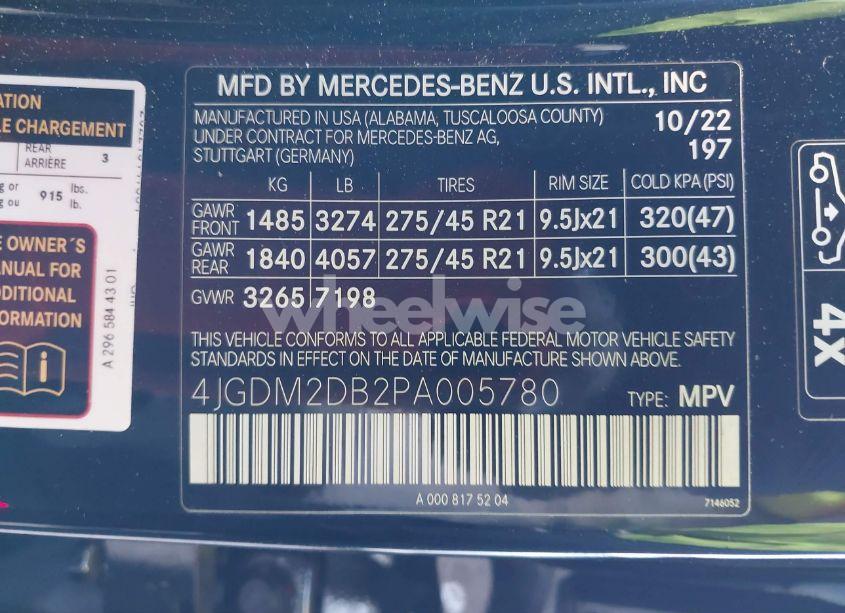 ATION
LE CHARGEMENT
REAR
ARRIÈRE 3
g or
g ou 915 lbs.
lb.
E OWNER´S
ANUAL FOR
DDITIONAL
FORMATION
A 296 584 43 01
MFD BY MERCEDES-BENZ U.S. INTL., INC
MANUFACTURED IN USA (ALABAMA, TUSCALOOSA COUNTY)
UNDER CONTRACT FOR MERCEDES-BENZ AG,
STUTTGART (GERMANY)
10/22
197
KG LB TIRES RIM SIZE COLD KPA (PSI)
GAWR FRONT 1485 3274 275/45 R21 9.5Jx21 320(47)
GAWR REAR 1840 4057 275/45 R21 9.5Jx21 300(43)
GVWR 3265 7198
wheelwise
THIS VEHICLE CONFORMS TO ALL APPLICABLE FEDERAL MOTOR VEHICLE SAFETY
STANDARDS IN EFFECT ON THE DATE OF MANUFACTURE SHOWN ABOVE.
4JGDM2DB2PA005780 TYPE: MPV
A 000 817 52 04
7146052
4x